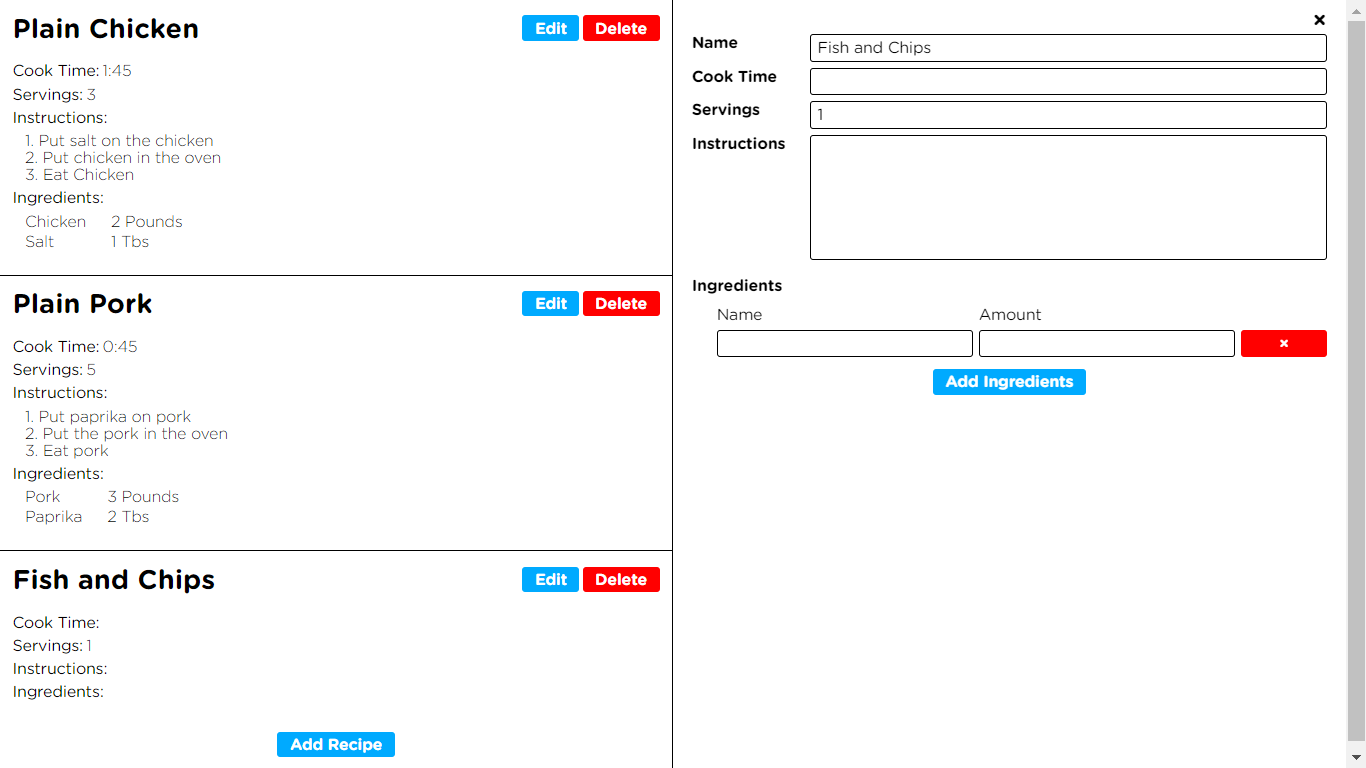 Plain Chicken
Edit Delete
Cook Time: 1:45
Servings: 3
Instructions:
1. Put salt on the chicken
2. Put chicken in the oven
3. Eat Chicken
Ingredients:
Chicken 2 Pounds
Salt 1 Tbs
Plain Pork
Edit Delete
Cook Time: 0:45
Servings: 5
Instructions:
1. Put paprika on pork
2. Put the pork in the oven
3. Eat pork
Ingredients:
Pork 3 Pounds
Paprika 2 Tbs
Fish and Chips
Edit Delete
Cook Time:
Servings: 1
Instructions:
Ingredients:
Add Recipe
×
Name Fish and Chips
Cook Time
Servings 1
Instructions
Ingredients
Name Amount
×
Add Ingredients